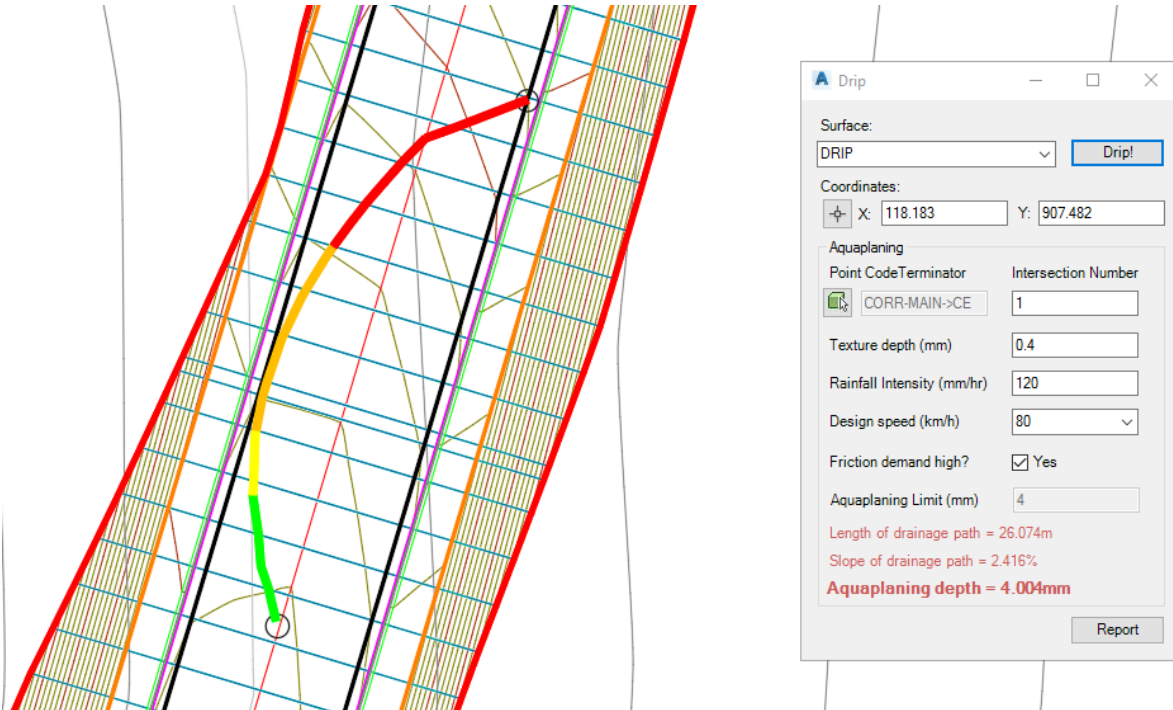 Drip
Surface:
DRIP
Drip!
Coordinates:
X: 118.183 Y: 907.482
Aquaplaning
Point CodeTerminator Intersection Number
CORR-MAIN->CE 1
Texture depth (mm) 0.4
Rainfall Intensity (mm/hr) 120
Design speed (km/h) 80
Friction demand high? Yes
Aquaplaning Limit (mm) 4
Length of drainage path = 26.074m
Slope of drainage path = 2.416%
Aquaplaning depth = 4.004mm
Report